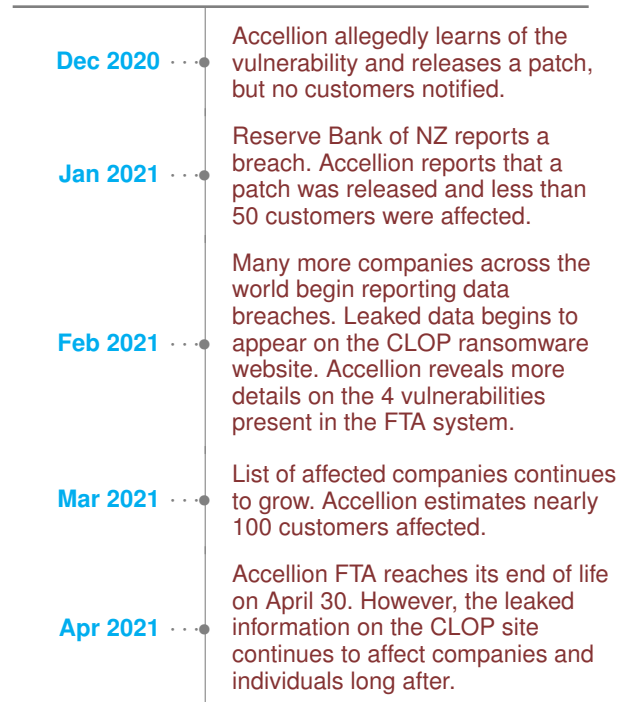 Dec 2020
Accellion allegedly learns of the
vulnerability and releases a patch,
but no customers notified.
Jan 2021
Reserve Bank of NZ reports a
breach. Accellion reports that a
patch was released and less than
50 customers were affected.
Feb 2021
Many more companies across the
world begin reporting data
breaches. Leaked data begins to
appear on the CLOP ransomware
website. Accellion reveals more
details on the 4 vulnerabilities
present in the FTA system.
Mar 2021
List of affected companies continues
to grow. Accellion estimates nearly
100 customers affected.
Apr 2021
Accellion FTA reaches its end of life
on April 30. However, the leaked
information on the CLOP site
continues to affect companies and
individuals long after.